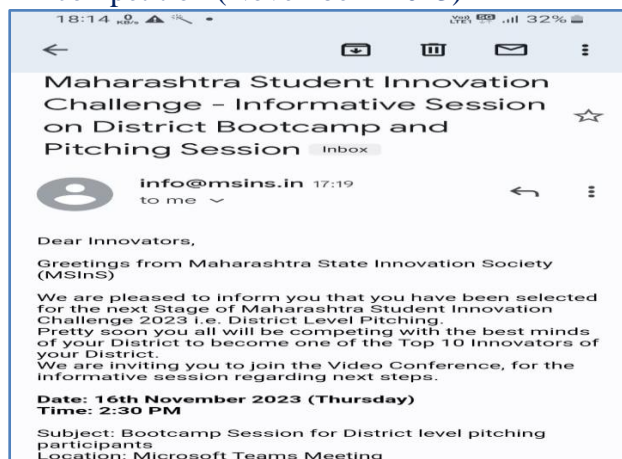 competition (November 2023)
18:14
32%
Maharashtra Student Innovation
Challenge – Informative Session
on District Bootcamp and
Pitching Session Inbox
info@msins.in 17:19
to me
Dear Innovators,
Greetings from Maharashtra State Innovation Society
(MSInS)
We are pleased to inform you that you have been selected
for the next Stage of Maharashtra Student Innovation
Challenge 2023 i.e. District Level Pitching.
Pretty soon you all will be competing with the best minds
of your District to become one of the Top 10 Innovators of
your District.
We are inviting you to join the Video Conference, for the
informative session regarding next steps.
Date: 16th November 2023 (Thursday)
Time: 2:30 PM
Subject: Bootcamp Session for District level pitching
participants
Location: Microsoft Teams Meeting